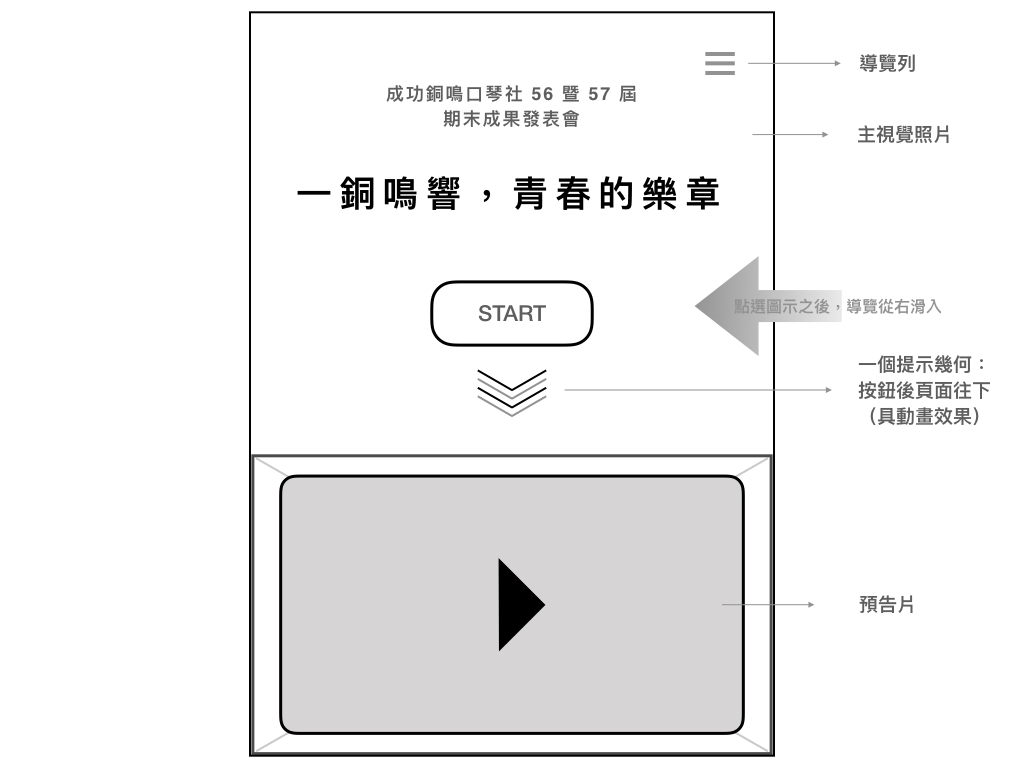 導覽列
成功銅鳴口琴社 56 暨 57 屆
期末成果發表會
主視覺照片
一銅鳴響，青春的樂章
START
點選圖示之後，導覽從右滑入
一個提示幾何：
按鈕後頁面往下
（具動畫效果）
預告片